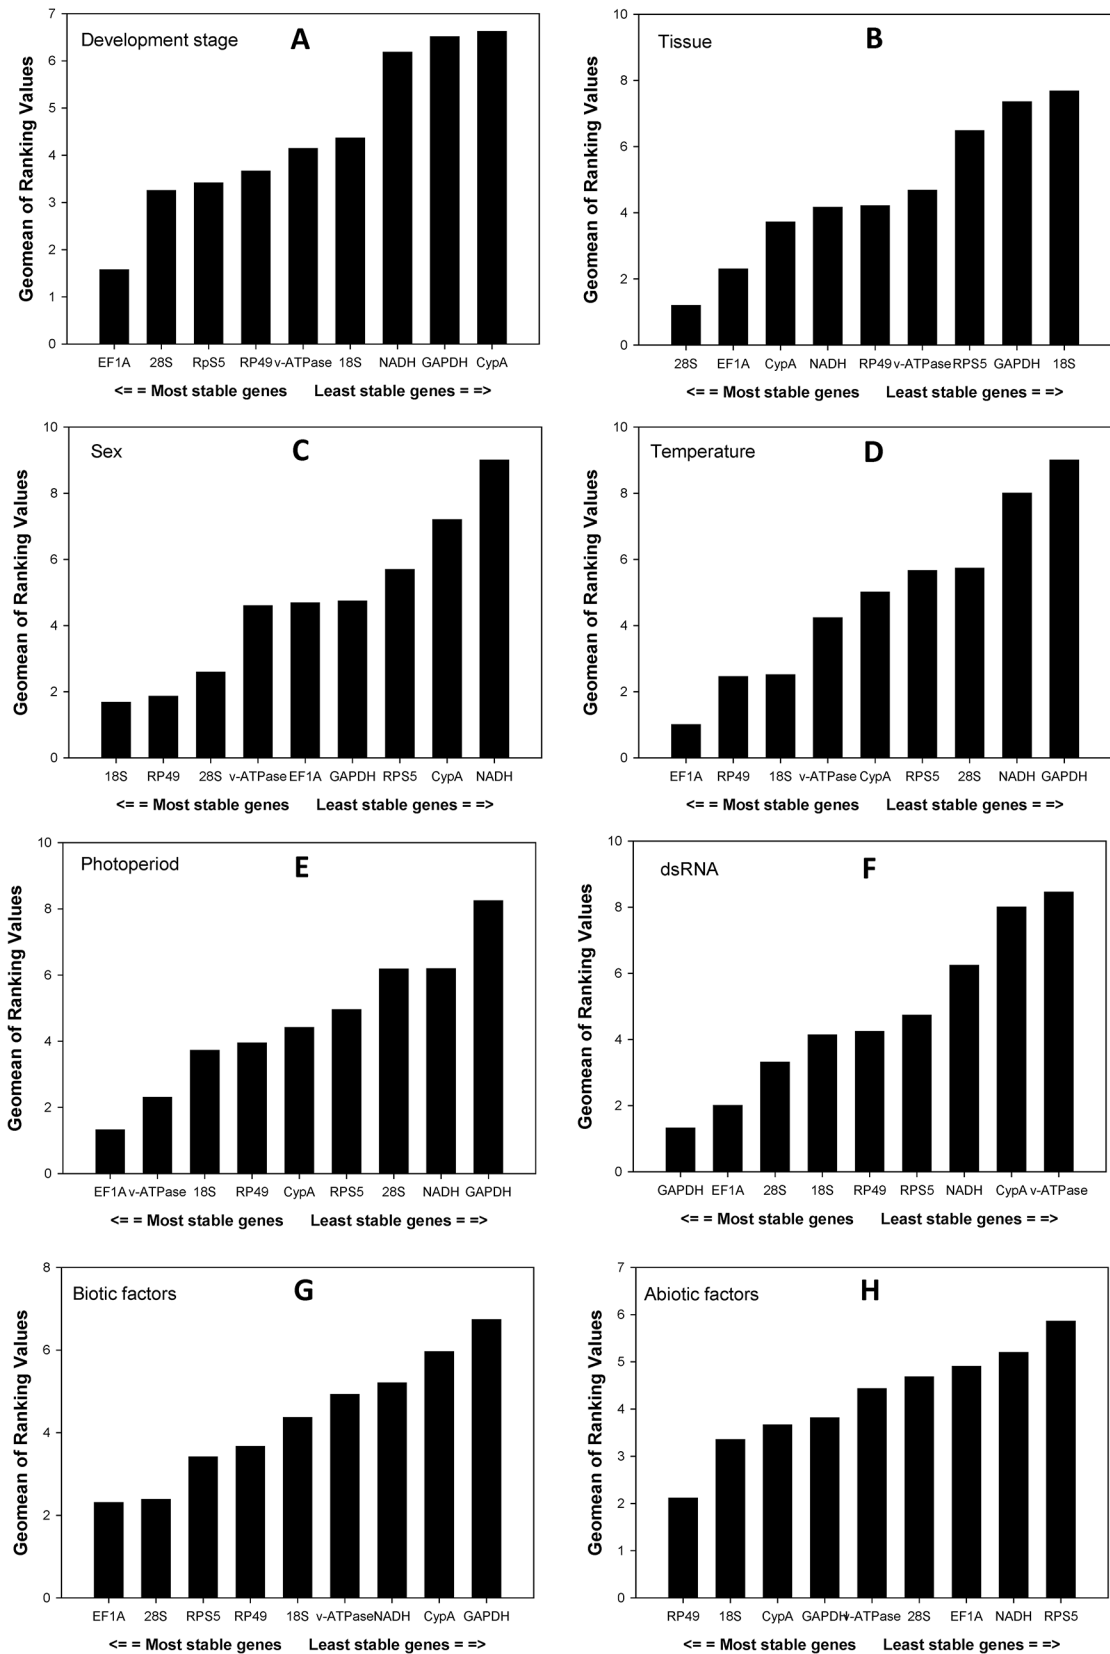 Development stage A
Geomean of Ranking Values
7
6
5
4
3
2
1
0
EF1A 28S RpS5 RP49 v-ATPase 18S NADH GAPDH CypA
<= = Most stable genes Least stable genes = =>
Tissue B
Geomean of Ranking Values
10
8
6
4
2
0
28S EF1A CypA NADH RP49 v-ATPase RPS5 GAPDH 18S
<= = Most stable genes Least stable genes = =>
Sex C
Geomean of Ranking Values
10
8
6
4
2
0
18S RP49 28S v-ATPase EF1A GAPDH RPS5 CypA NADH
<= = Most stable genes Least stable genes = =>
Temperature D
Geomean of Ranking Values
10
8
6
4
2
0
EF1A RP49 18S v-ATPase CypA RPS5 28S NADH GAPDH
<= = Most stable genes Least stable genes = =>
Photoperiod E
Geomean of Ranking Values
10
8
6
4
2
0
EF1A v-ATPase 18S RP49 CypA RPS5 28S NADH GAPDH
<= = Most stable genes Least stable genes = =>
dsRNA F
Geomean of Ranking Values
10
8
6
4
2
0
GAPDH EF1A 28S 18S RP49 RPS5 NADH CypA v-ATPase
<= = Most stable genes Least stable genes = =>
Biotic factors G
Geomean of Ranking Values
8
6
4
2
0
EF1A 28S RPS5 RP49 18S v-ATPase NADH CypA GAPDH
<= = Most stable genes Least stable genes = =>
Abiotic factors H
Geomean of Ranking Values
7
6
5
4
3
2
1
0
RP49 18S CypA GAPDH v-ATPase 28S EF1A NADH RPS5
<= = Most stable genes Least stable genes = =>